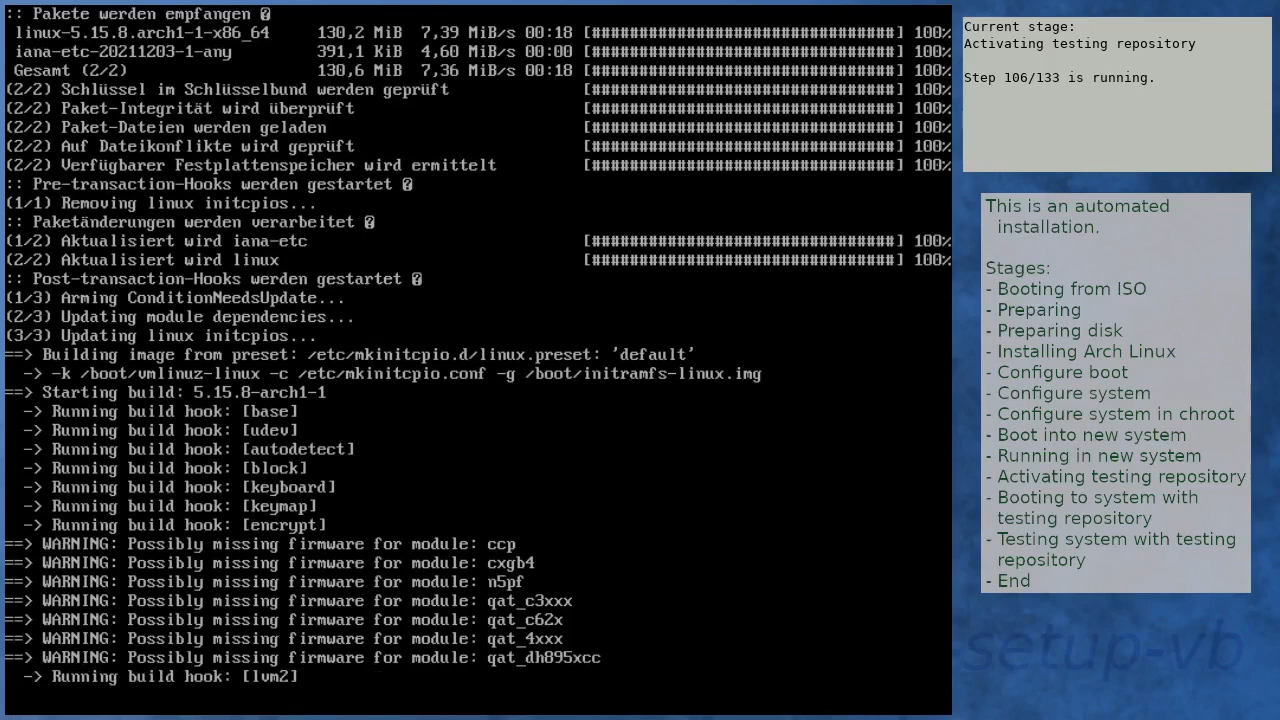 :: Pakete werden empfangen �
linux-5.15.8.arch1-1-x86_64 130,2 MiB 7,39 MiB/s 00:18 [################################] 100%
iana-etc-20211203-1-any 391,1 KiB 4,60 MiB/s 00:00 [################################] 100%
Gesamt (2/2) 130,6 MiB 7,36 MiB/s 00:18 [################################] 100%
(2/2) Schlüssel im Schlüsselbund werden geprüft [################################] 100%
(2/2) Paket-Integrität wird überprüft [################################] 100%
(2/2) Paket-Dateien werden geladen [################################] 100%
(2/2) Auf Dateikonflikte wird geprüft [################################] 100%
(2/2) Verfügbarer Festplattenspeicher wird ermittelt [################################] 100%
:: Pre-transaction-Hooks werden gestartet �
(1/1) Removing linux initcpios...
:: Paketänderungen werden verarbeitet �
(1/2) Aktualisiert wird iana-etc [################################] 100%
(2/2) Aktualisiert wird linux [################################] 100%
:: Post-transaction-Hooks werden gestartet �
(1/3) Arming ConditionNeedsUpdate...
(2/3) Updating module dependencies...
(3/3) Updating linux initcpios...
==> Building image from preset: /etc/mkinitcpio.d/linux.preset: 'default'
-> -k /boot/vmlinuz-linux -c /etc/mkinitcpio.conf -g /boot/initramfs-linux.img
==> Starting build: 5.15.8-arch1-1
-> Running build hook: [base]
-> Running build hook: [udev]
-> Running build hook: [autodetect]
-> Running build hook: [block]
-> Running build hook: [keyboard]
-> Running build hook: [keymap]
-> Running build hook: [encrypt]
==> WARNING: Possibly missing firmware for module: ccp
==> WARNING: Possibly missing firmware for module: cxgb4
==> WARNING: Possibly missing firmware for module: n5pf
==> WARNING: Possibly missing firmware for module: qat_c3xxx
==> WARNING: Possibly missing firmware for module: qat_c62x
==> WARNING: Possibly missing firmware for module: qat_4xxx
==> WARNING: Possibly missing firmware for module: qat_dh895xcc
-> Running build hook: [lvm2]
Current stage:
Activating testing repository
Step 106/133 is running.
This is an automated
installation.
Stages:
- Booting from ISO
- Preparing
- Preparing disk
- Installing Arch Linux
- Configure boot
- Configure system
- Configure system in chroot
- Boot into new system
- Running in new system
- Activating testing repository
- Booting to system with
testing repository
- Testing system with testing
repository
- End
setup-vb